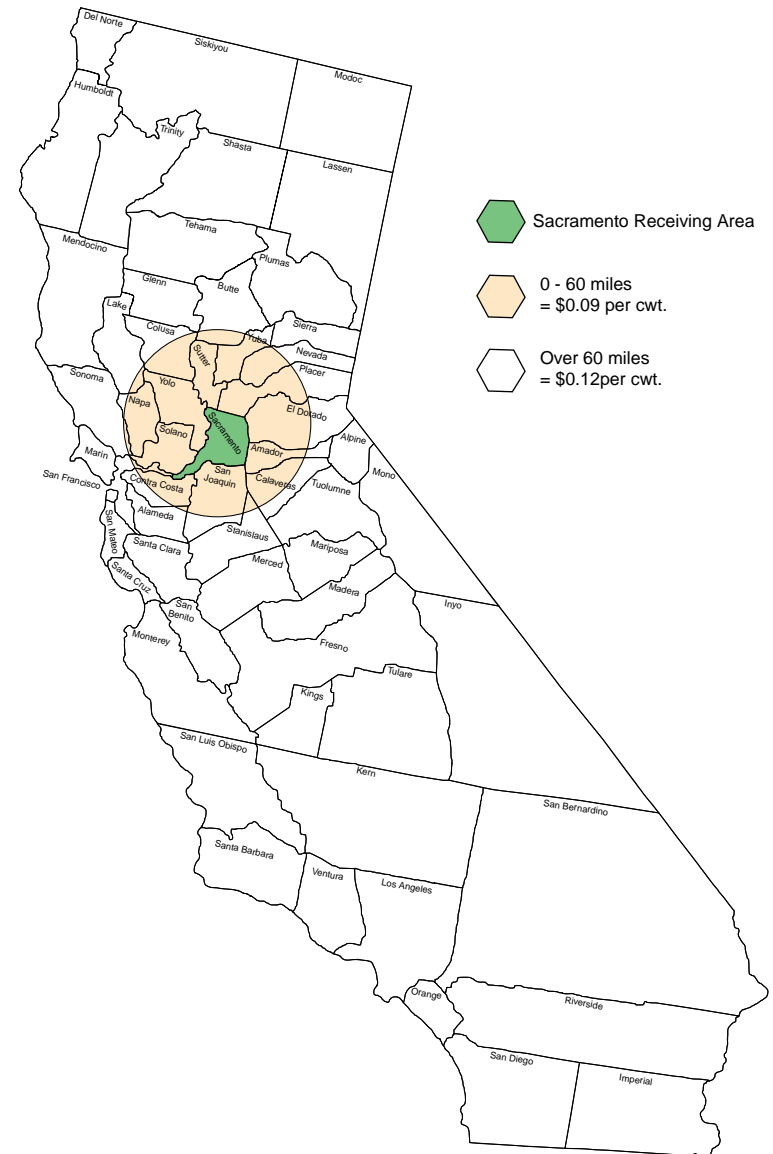 Del Norte
Siskiyou
Modoc
Humboldt
Trinity
Shasta
Lassen
Sacramento Receiving Area
Tehama
Mendocino
Plumas
0 - 60 miles
= $0.09 per cwt.
Glenn
Butte
Lake
Colusa
Sierra
Yuba
Sutter
Nevada
Over 60 miles
= $0.12per cwt.
Placer
Sonoma
Yolo
Napa
El Dorado
Solano
Sacramento
Alpine
Marín
Amador
Mono
San Francisco
Contra Costa
San
Joaquin
Calaveras
Tuolumne
Alameda
San Mateo
Stanislaus
Santa Clara
Mariposa
Merced
Santa Cruz
Madera
San
Benito
Inyo
Monterey
Fresno
Tulare
Kings
San Luis Obispo
Kern
San Bernardino
Santa Barbara
Ventura
Los Angeles
Orange
Riverside
San Diego
Imperial